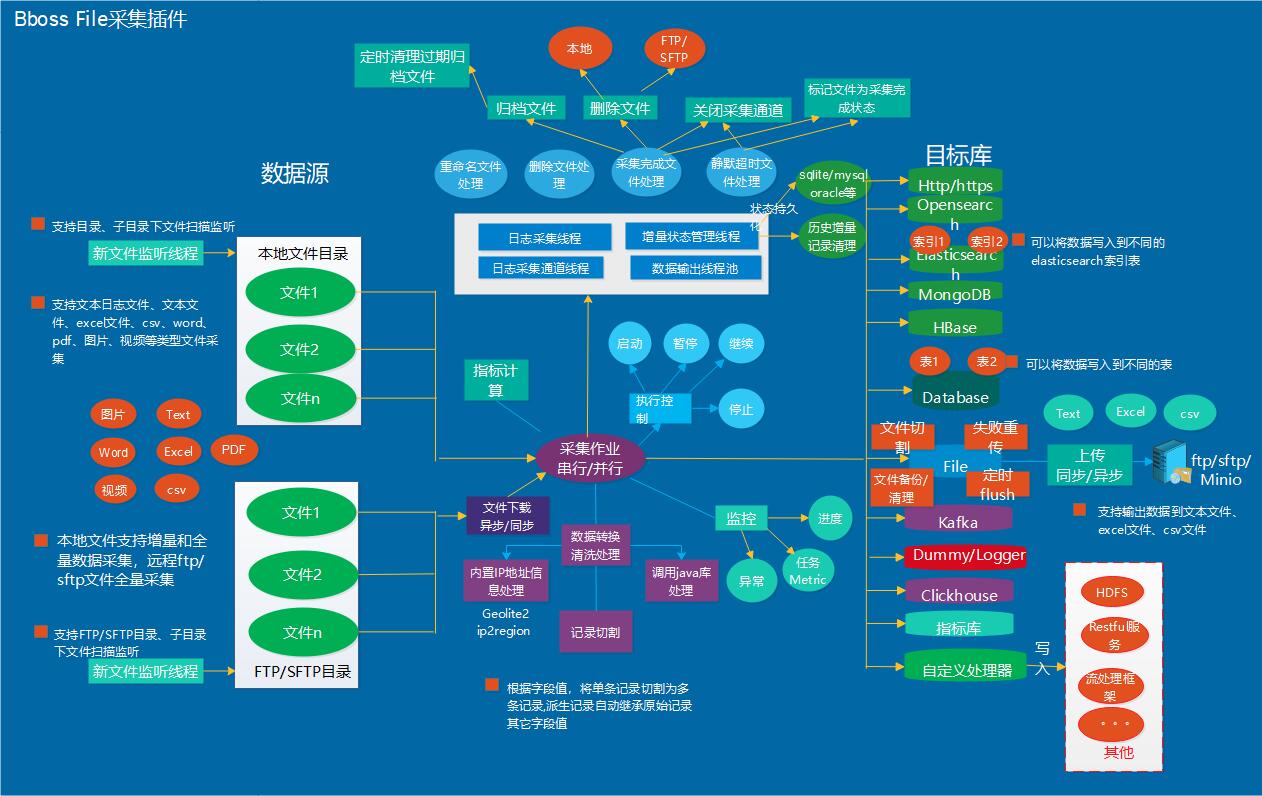 Bboss File采集插件
定时清理过期归
档文件
本地
FTP/
SFTP
归档文件
删除文件
关闭采集通道
标记文件为采集完
成状态
重命名文件
处理
删除文件处
理
采集完成文
件处理
静默超时文
件处理
数据源
支持目录、子目录下文件扫描监听
新文件监听线程
本地文件目录
文件1
文件2
文件n
支持文本日志文件、文本文
件、excel文件、csv、word、
pdf、图片、视频等类型文件采
集
图片
Text
Word
Excel
PDF
视频
csv
本地文件支持增量和全
量数据采集，远程ftp/
sftp文件全量采集
文件1
文件2
文件n
FTP/SFTP目录
支持FTP/SFTP目录、子目录
下文件扫描监听
新文件监听线程
日志采集线程
增量状态管理线程
日志采集通道线程
数据输出线程池
状态持久
化
sqlite/mysql
oracle等
历史增量
记录清理
指标计
算
启动
暂停
继续
执行控
制
停止
采集作业
串行/并行
文件下载
异步/同步
数据转换
清洗处理
内置IP地址信
息处理
Geolite2
ip2region
调用java库
处理
记录切割
监控
进度
异常
任务
Metric
根据字段值，将单条记录切割为多
条记录,派生记录自动继承原始记录
其它字段值
目标库
Http/https
Opensearc
h
索引1
索引2
Elasticsearc
h
可以将数据写入到不同的
elasticsearch索引表
MongoDB
HBase
表1
表2
可以将数据写入到不同的表
Database
Text
Excel
csv
文件切
割
失败重
传
File
文件备份/
清理
定时
flush
上传
同步/异步
ftp/sftp/
Minio
支持输出数据到文本文件、
excel文件、csv文件
Kafka
Dummy/Logger
Clickhouse
指标库
自定义处理器
写
入
HDFS
Restful服
务
流处理框
架
。。。
其他